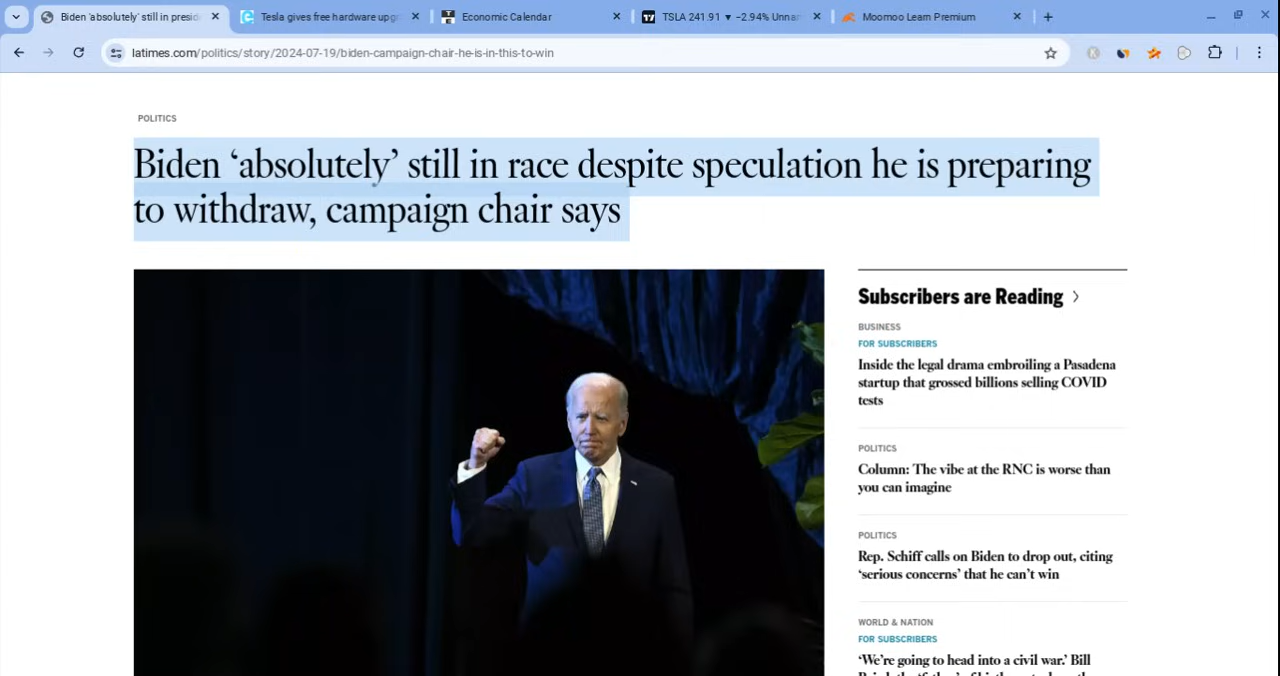 Biden ‘absolutely’ still in presid
Tesla gives free hardware upg
Economic Calendar
TSLA 241.91 ▼ −2.94% Unna
Moomoo Learn Premium
latimes.com/politics/story/2024-07-19/biden-campaign-chair-he-is-in-this-to-win
POLITICS
Biden ‘absolutely’ still in race despite speculation he is preparing
to withdraw, campaign chair says
Subscribers are Reading
BUSINESS
FOR SUBSCRIBERS
Inside the legal drama embroiling a Pasadena
startup that grossed billions selling COVID
tests
POLITICS
Column: The vibe at the RNC is worse than
you can imagine
POLITICS
Rep. Schiff calls on Biden to drop out, citing
‘serious concerns’ that he can’t win
WORLD & NATION
FOR SUBSCRIBERS
‘We’re going to head into a civil war.’ Bill